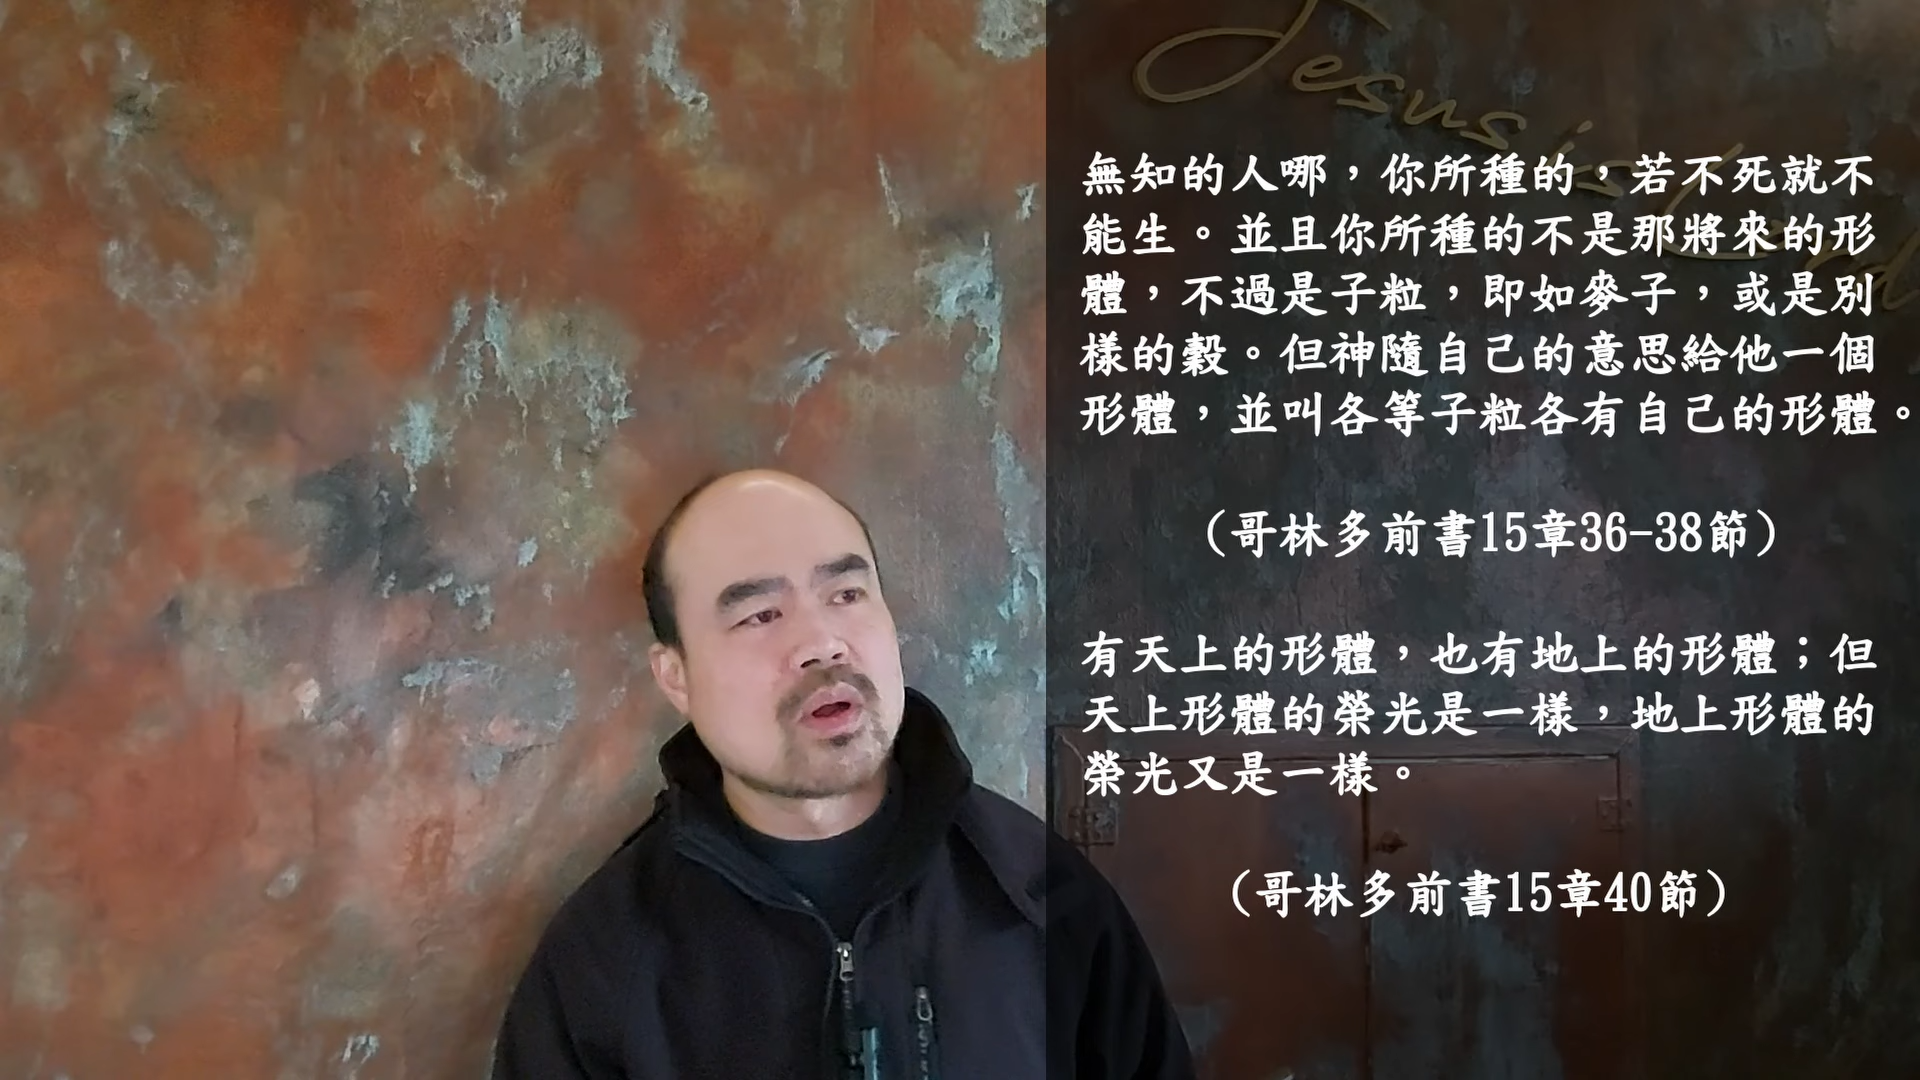 Jesus is Lord
無知的人哪，你所種的，若不死就不
能生。並且你所種的不是那將來的形
體，不過是子粒，即如麥子，或是別
樣的穀。但神隨自己的意思給他一個
形體，並叫各等子粒各有自己的形體。
（哥林多前書15章36-38節）
有天上的形體，也有地上的形體；但
天上形體的榮光是一樣，地上形體的
榮光又是一樣。
（哥林多前書15章40節）